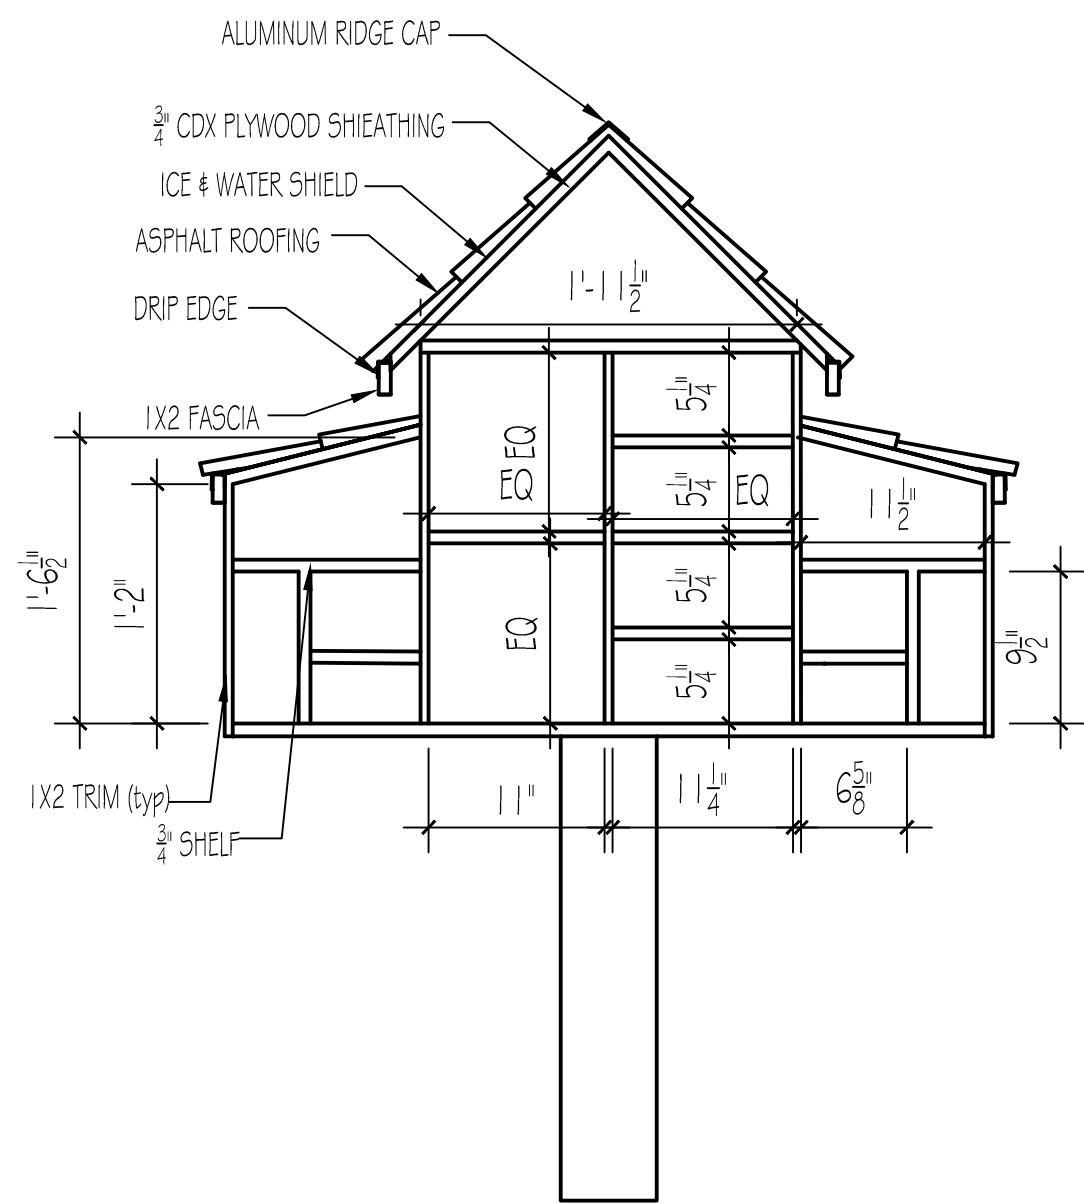 ALUMINUM RIDGE CAP
3/4" CDX PLYWOOD SHIEATHING
ICE & WATER SHIELD
ASPHALT ROOFING
DRIP EDGE
1X2 FASCIA
1'-11 1/2"
5 1/4"
EQ
EQ
5 1/4"
EQ
11 1/2"
1'-6 1/2"
1'-2"
EQ
5 1/4"
5 1/4"
9 1/2"
1X2 TRIM (typ)
3/4" SHELF
11"
11 1/4"
6 5/8"